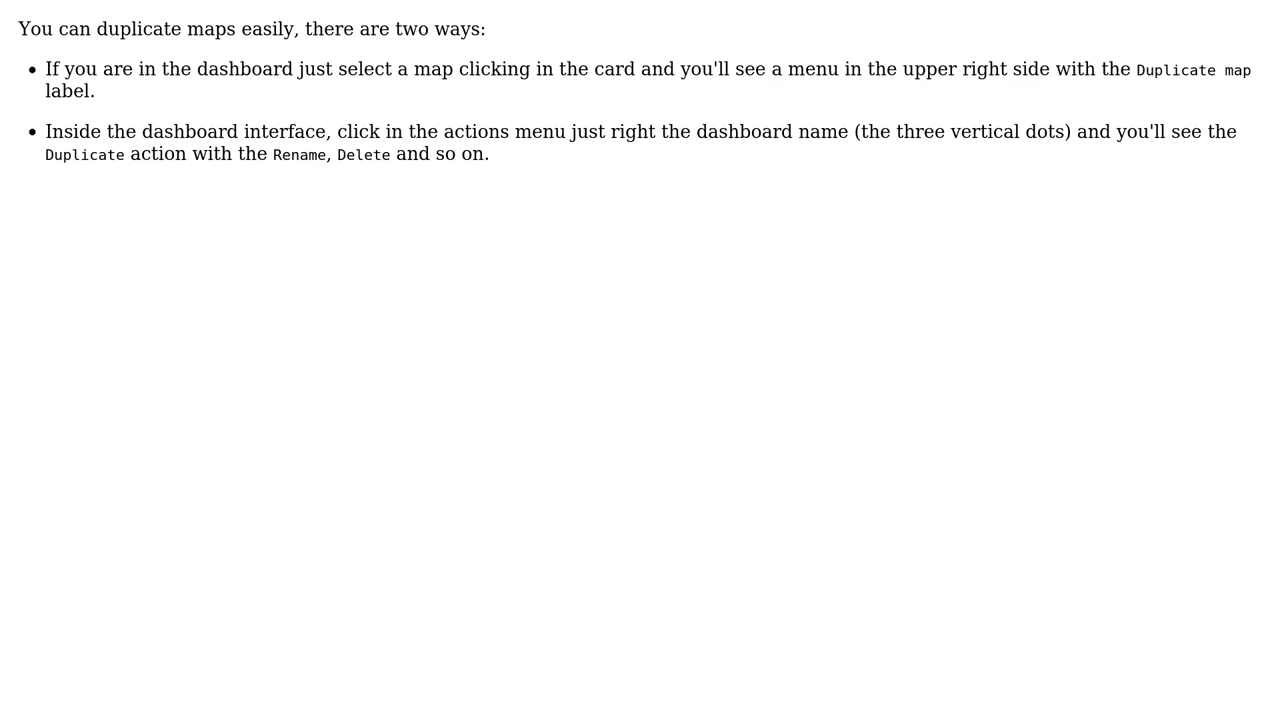 You can duplicate maps easily, there are two ways:
If you are in the dashboard just select a map clicking in the card and you'll see a menu in the upper right side with the Duplicate map
label.
Inside the dashboard interface, click in the actions menu just right the dashboard name (the three vertical dots) and you'll see the
Duplicate action with the Rename, Delete and so on.